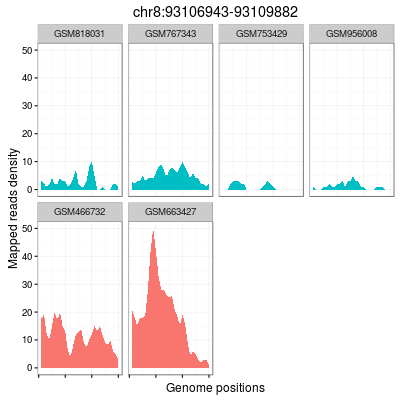 chr8:93106943-93109882
GSM818031 GSM767343 GSM753429 GSM956008
50
40
30
20
10
0
Mapped reads density
GSM466732 GSM663427
50
40
30
20
10
0
Genome positions